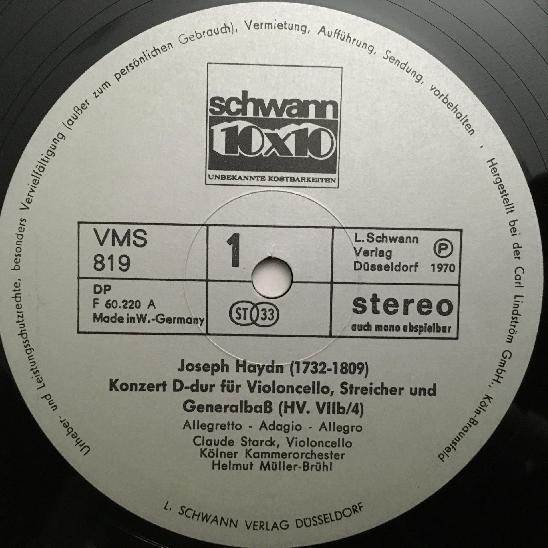 Urheber- und Leistungsschutzrechte, besonders Vervielfältigung (außer zum persönlichen Gebrauch), Vermietung, Aufführung, Sendung, vorbehalten · Hergestellt bei der Carl Lindström GmbH., Köln-Braunsfeld
schwann
10x10
UNBEKANNTE KOSTBARKEITEN
VMS
819
1
L. Schwann
Verlag
Düsseldorf
Ⓟ
1970
DP
F 60.220 A
Made in W.-Germany
ST 33
stereo
auch mono abspielbar
Joseph Haydn (1732-1809)
Konzert D-dur für Violoncello, Streicher und
Generalbaß (HV. VIIb/4)
Allegretto - Adagio - Allegro
Claude Starck, Violoncello
Kölner Kammerorchester
Helmut Müller-Brühl
L. SCHWANN VERLAG DÜSSELDORF